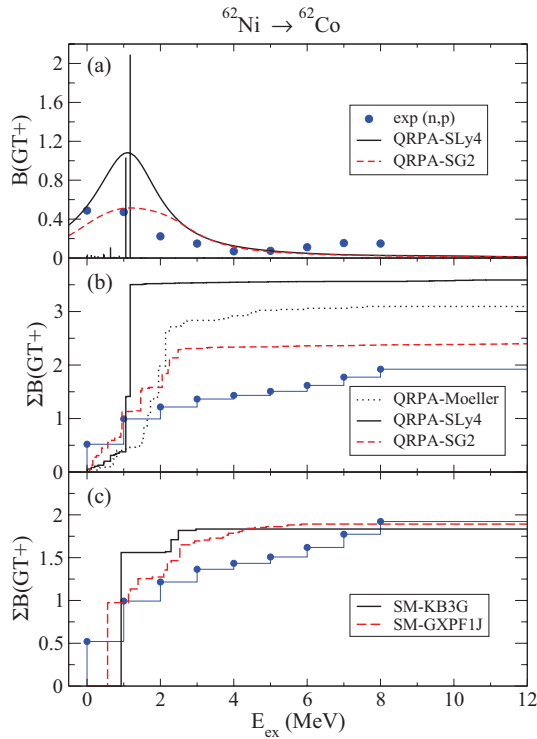 ⁶²Ni → ⁶²Co
(a)
B(GT+)
2
1.6
1.2
0.8
0.4
0
exp (n,p)
QRPA-SLy4
QRPA-SG2
(b)
ΣB(GT+)
3
2
1
0
QRPA-Moeller
QRPA-SLy4
QRPA-SG2
(c)
ΣB(GT+)
2
1.5
1
0.5
0
SM-KB3G
SM-GXPF1J
0 2 4 6 8 10 12
E_ex (MeV)